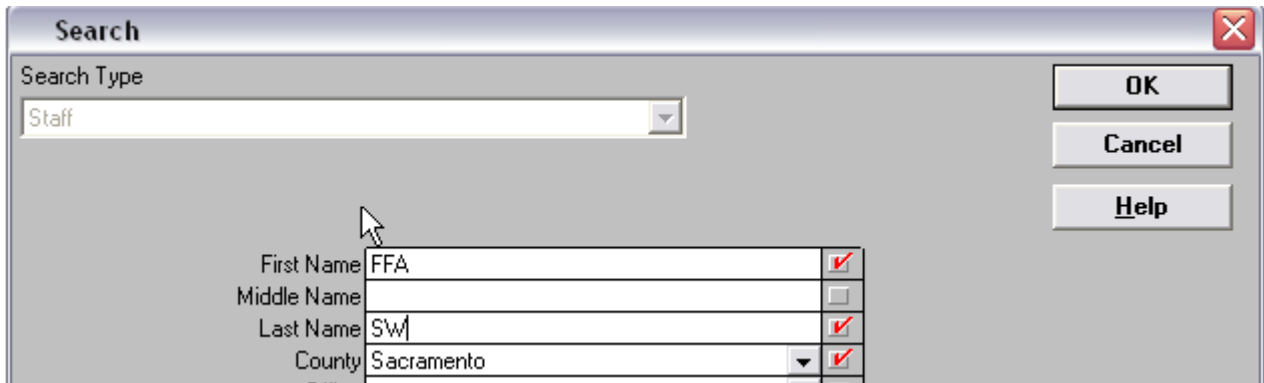 Search
Search Type
Staff
OK
Cancel
Help
First Name FFA
Middle Name
Last Name SW
County Sacramento